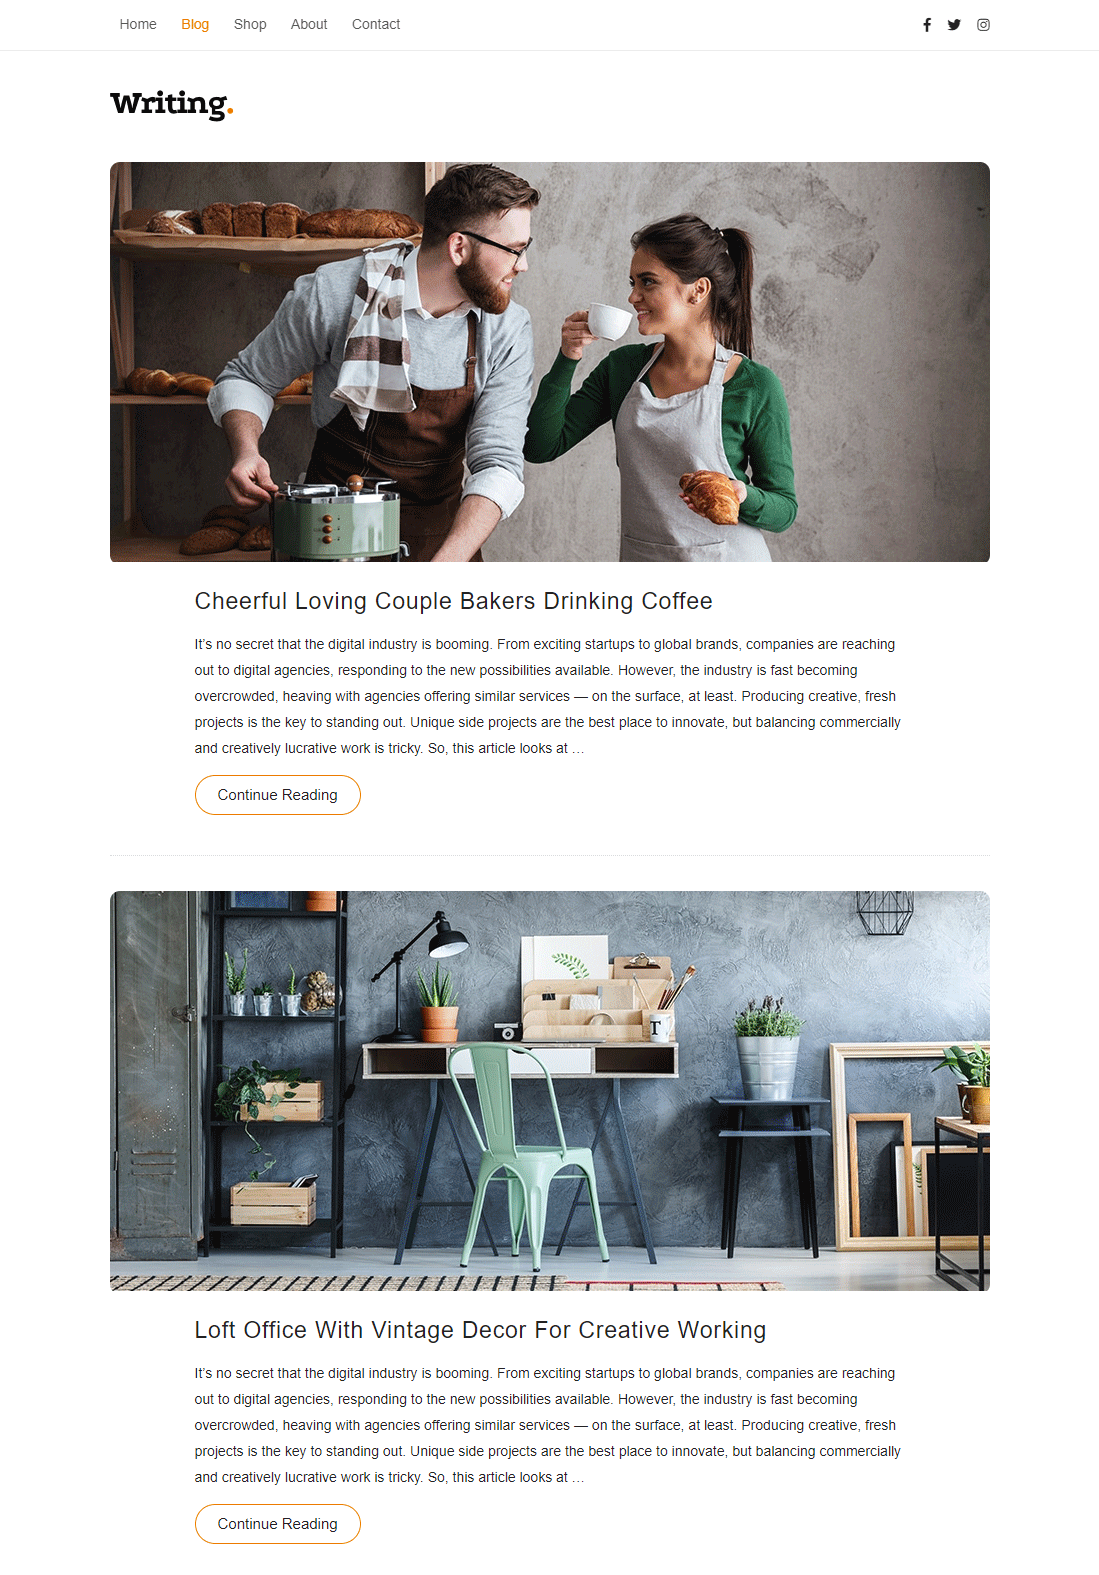 Home Blog Shop About Contact
Writing.
Cheerful Loving Couple Bakers Drinking Coffee
It’s no secret that the digital industry is booming. From exciting startups to global brands, companies are reaching
out to digital agencies, responding to the new possibilities available. However, the industry is fast becoming
overcrowded, heaving with agencies offering similar services — on the surface, at least. Producing creative, fresh
projects is the key to standing out. Unique side projects are the best place to innovate, but balancing commercially
and creatively lucrative work is tricky. So, this article looks at …
Continue Reading
T
Loft Office With Vintage Decor For Creative Working
It’s no secret that the digital industry is booming. From exciting startups to global brands, companies are reaching
out to digital agencies, responding to the new possibilities available. However, the industry is fast becoming
overcrowded, heaving with agencies offering similar services — on the surface, at least. Producing creative, fresh
projects is the key to standing out. Unique side projects are the best place to innovate, but balancing commercially
and creatively lucrative work is tricky. So, this article looks at …
Continue Reading